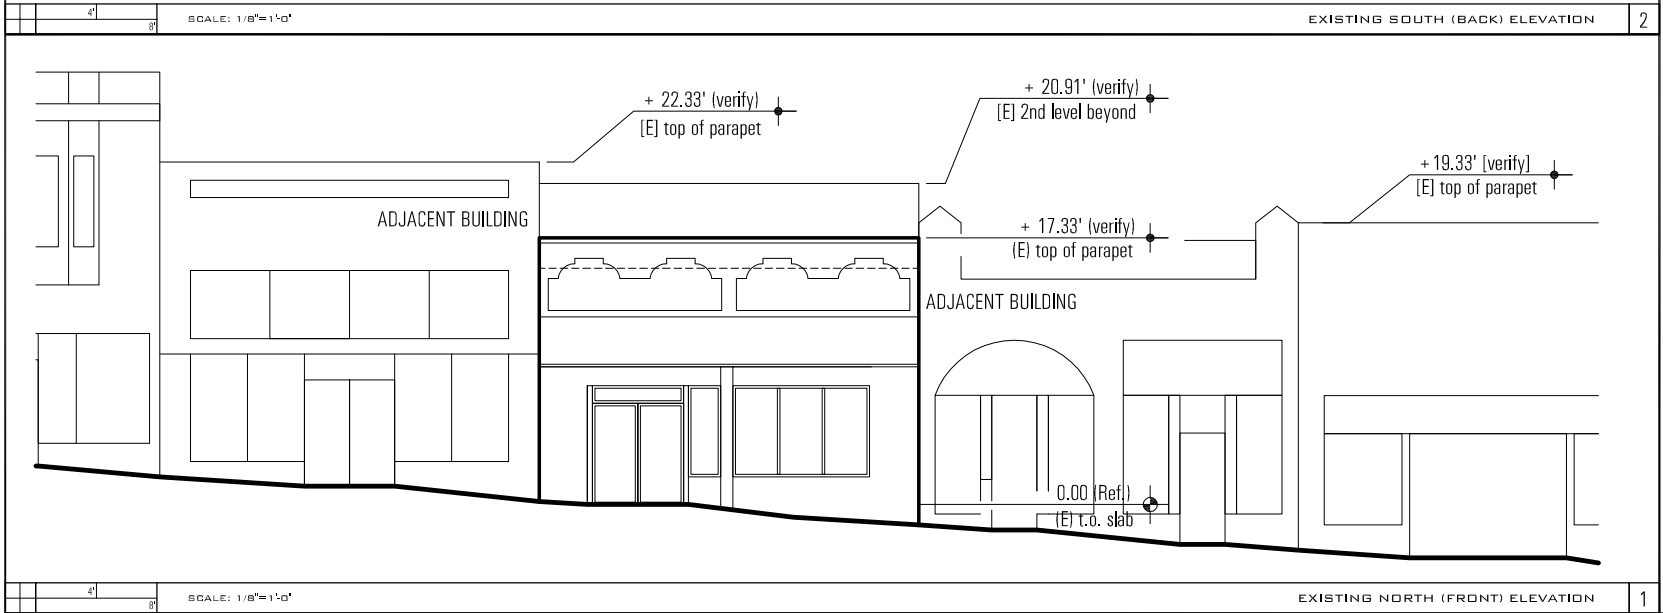 4'
8'
SCALE: 1/8"=1'-0"
EXISTING SOUTH (BACK) ELEVATION
2
+ 22.33' (verify)
[E] top of parapet
+ 20.91' (verify)
[E] 2nd level beyond
+ 19.33' [verify]
[E] top of parapet
ADJACENT BUILDING
+ 17.33' (verify)
(E) top of parapet
ADJACENT BUILDING
0.00 (Ref.)
(E) t.o. slab
4'
8'
SCALE: 1/8"=1'-0"
EXISTING NORTH (FRONT) ELEVATION
1